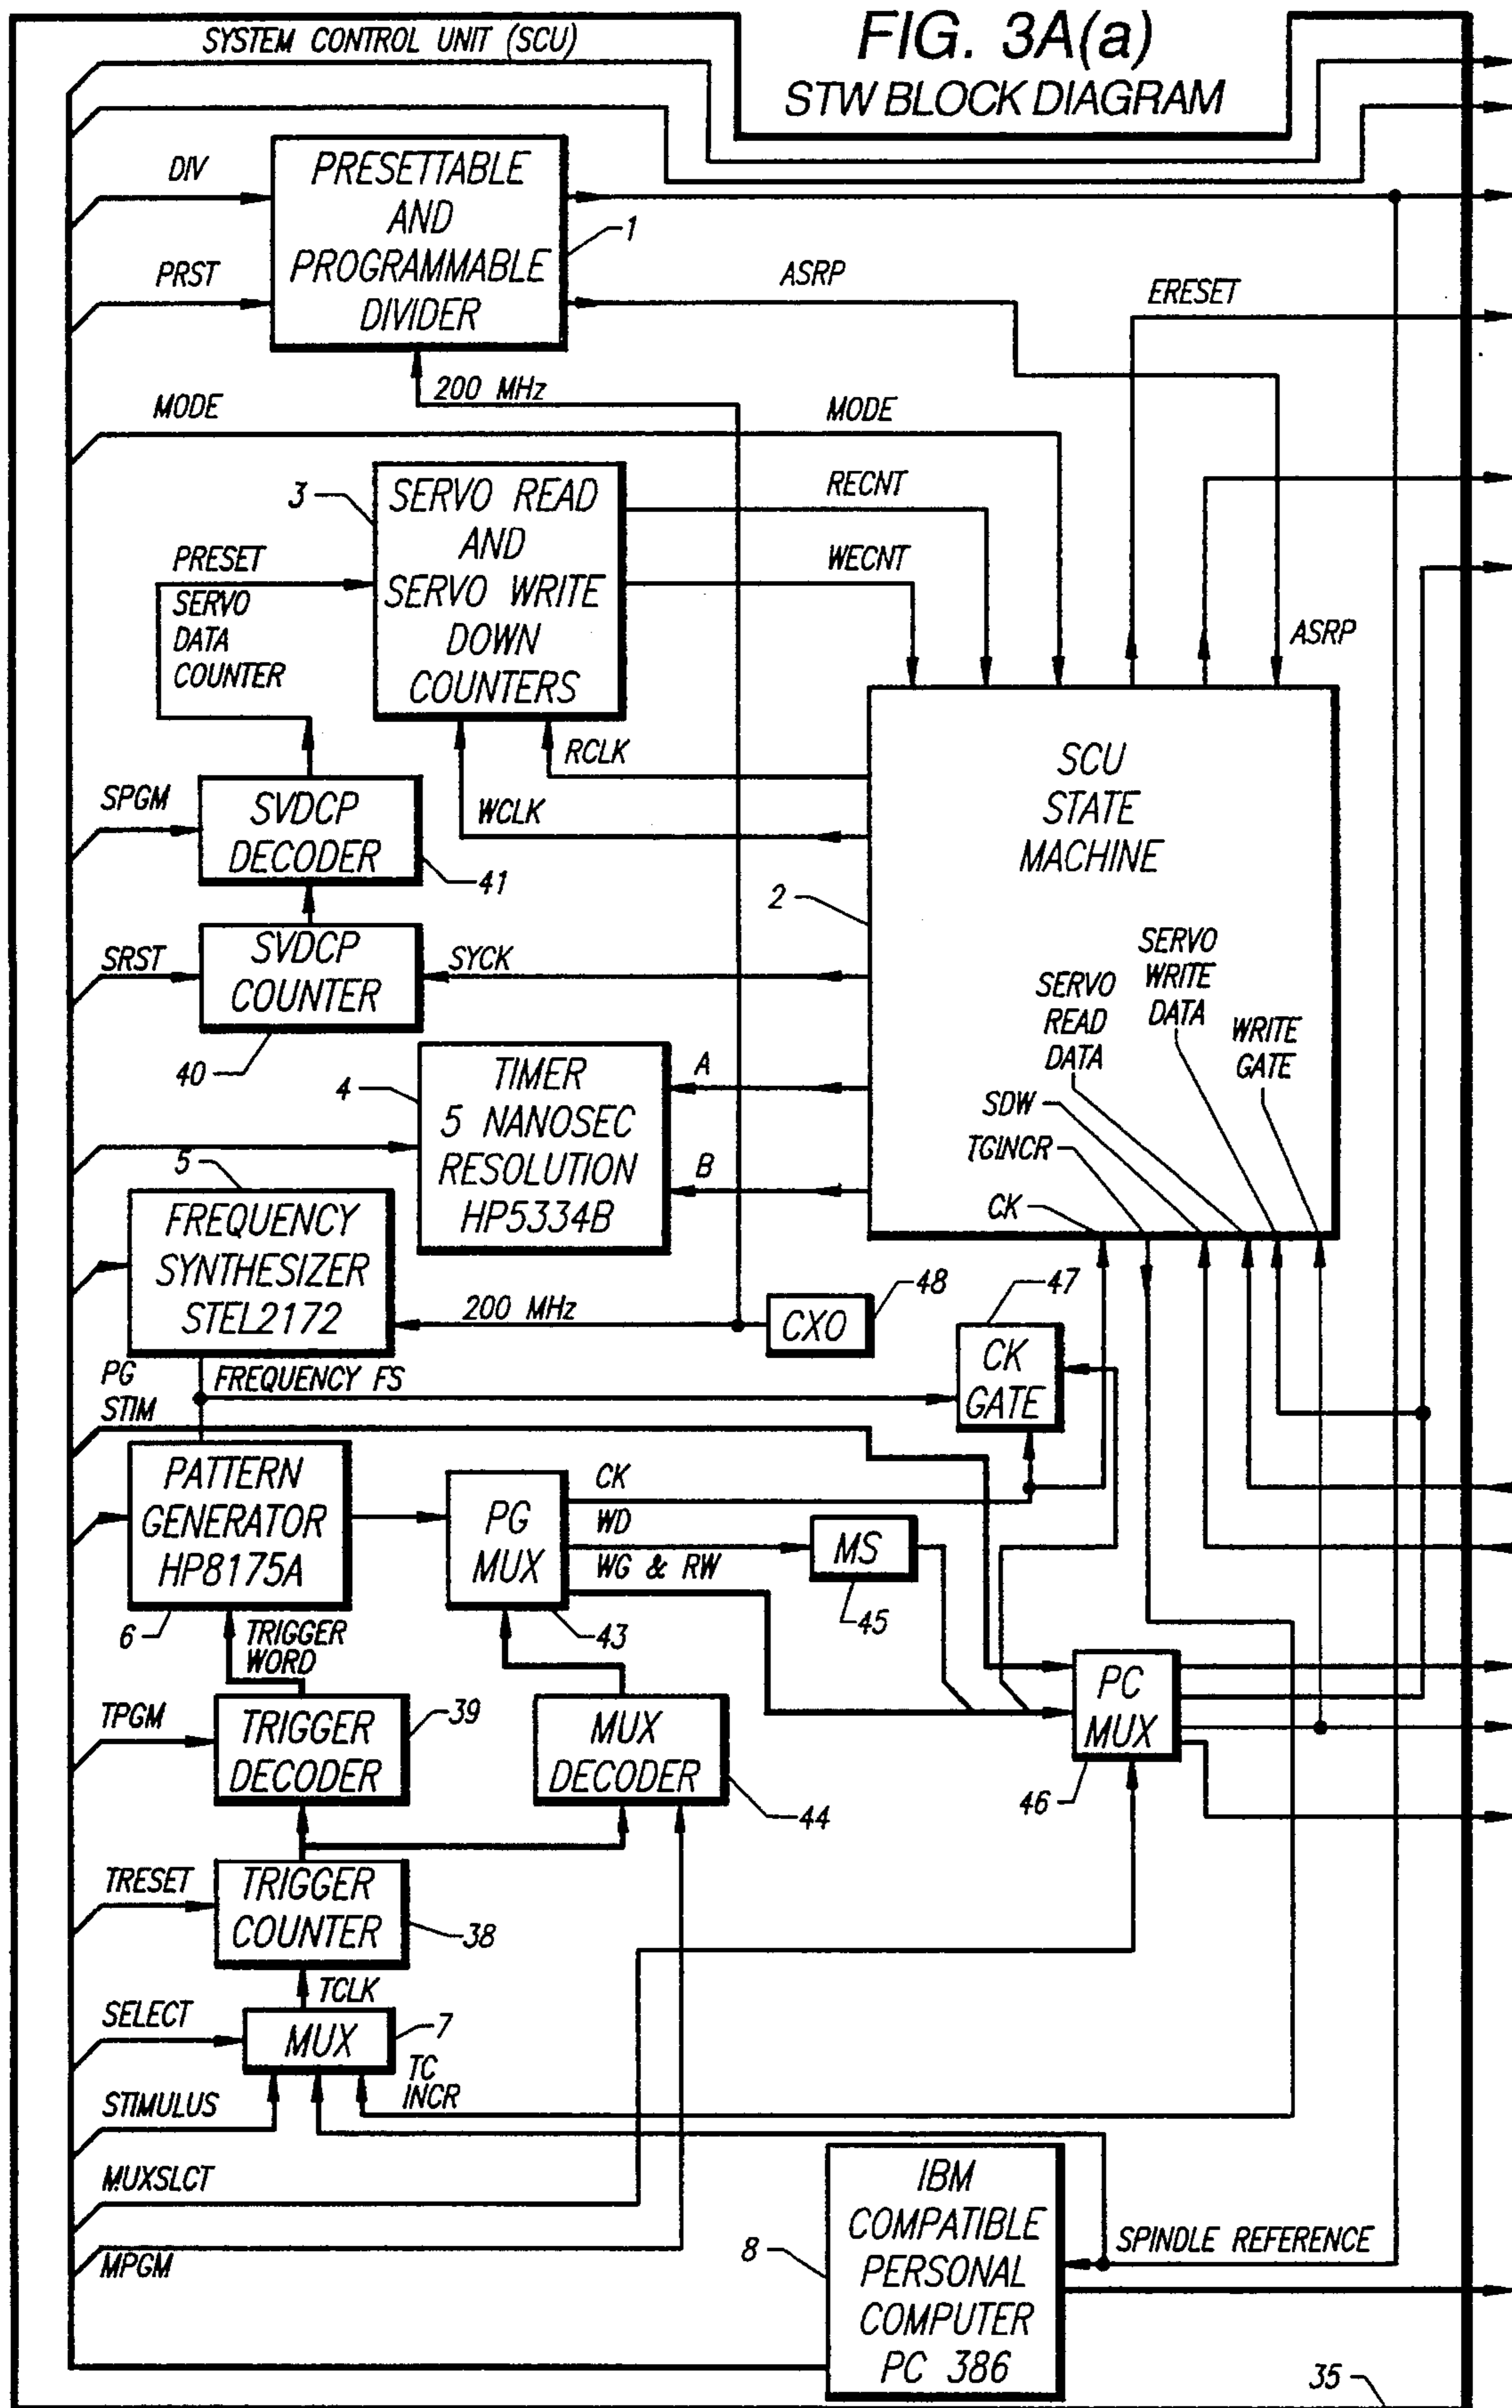 SYSTEM CONTROL UNIT (SCU)
FIG. 3A(a)
STW BLOCK DIAGRAM
DIV
PRST
PRESETTABLE
AND
PROGRAMMABLE
DIVIDER
1
ASRP
ERESET
200 MHz
MODE
MODE
3
SERVO READ
AND
SERVO WRITE
DOWN
COUNTERS
RECNT
WECNT
PRESET
SERVO
DATA
COUNTER
ASRP
RCLK
WCLK
SPGM
SVDCP
DECODER
41
SRST
SVDCP
COUNTER
40
SYCK
2
SCU
STATE
MACHINE
SERVO
WRITE
DATA
SERVO
READ
DATA
WRITE
GATE
SDW
TGINCR
CK
4
TIMER
5 NANOSEC
RESOLUTION
HP5334B
A
B
5
FREQUENCY
SYNTHESIZER
STEL2172
200 MHz
CXO
48
47
CK
GATE
PG
STIM
FREQUENCY FS
PATTERN
GENERATOR
HP8175A
6
PG
MUX
43
CK
WD
WG & RW
MS
45
TRIGGER
WORD
TPGM
TRIGGER
DECODER
39
MUX
DECODER
44
PC
MUX
46
TRESET
TRIGGER
COUNTER
38
TCLK
SELECT
MUX
7
TC
INCR
STIMULUS
MUXSLCT
MPGM
8
IBM
COMPATIBLE
PERSONAL
COMPUTER
PC 386
SPINDLE REFERENCE
35